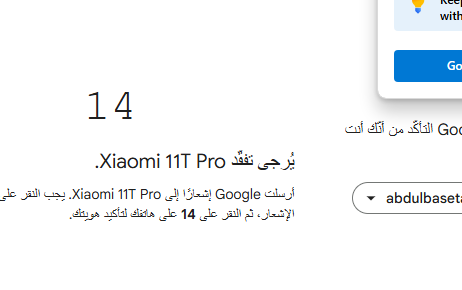 with
Go
14
Goo التأكّد من أنّك أنت
يُرجى تفقّد Xiaomi 11T Pro.
abdulbaseta
أرسلت Google إشعارًا إلى Xiaomi 11T Pro. يجب النقر على
الإشعار، ثم النقر على 14 على هاتفك لتأكيد هويتك.